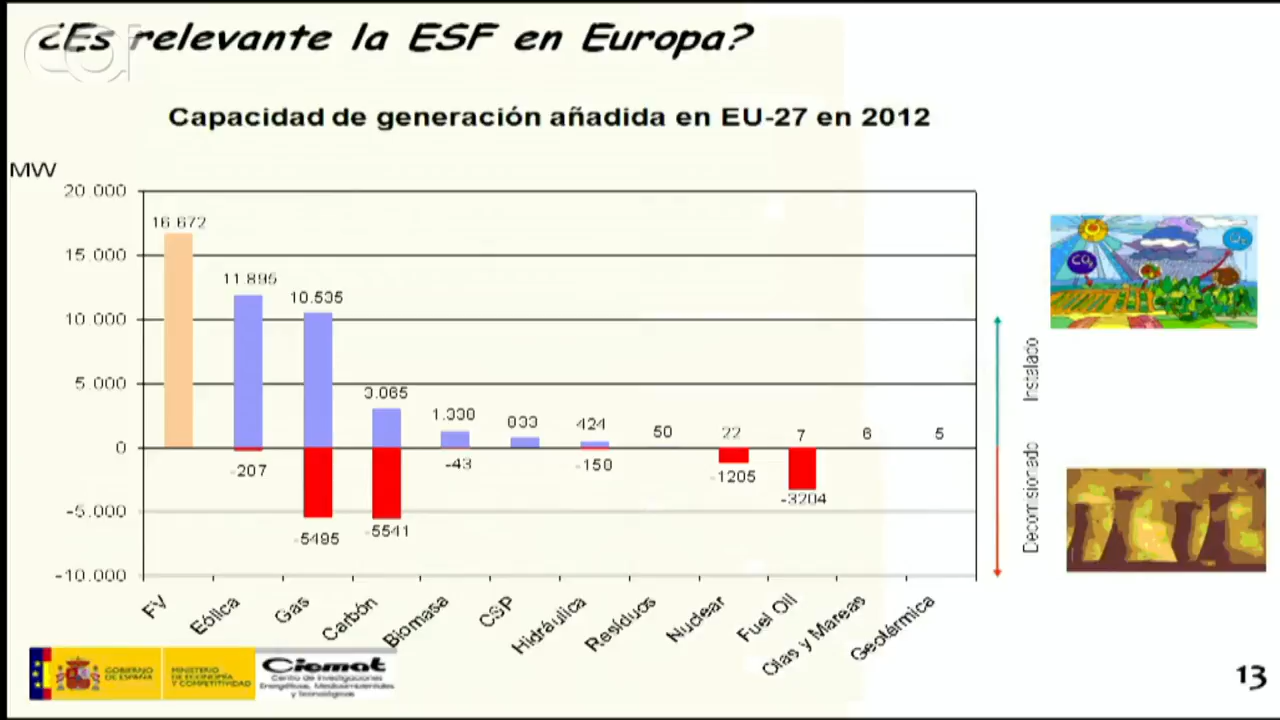 ¿Es relevante la ESF en Europa?
Capacidad de generación añadida en EU-27 en 2012
MW
20 000
15 000
10 000
5 000
0
-5.000
-10.000
16 672
11 895
10.535
3.065
1.330
833
424
50
22
7
6
5
-207
-5495
-5541
-43
-150
-1205
-3204
FV
Eólica
Gas
Carbón
Biomasa
CSP
Hidráulica
Residuos
Nuclear
Fuel Oil
Olas y Mareas
Geotérmica
Instalado
Decomisionado
CO₂
O₂
GOBIERNO
DE ESPAÑA
MINISTERIO
DE ECONOMÍA
Y COMPETITIVIDAD
Ciemat
Centro de Investigaciones
Energéticas, Medioambientales
y Tecnológicas
13